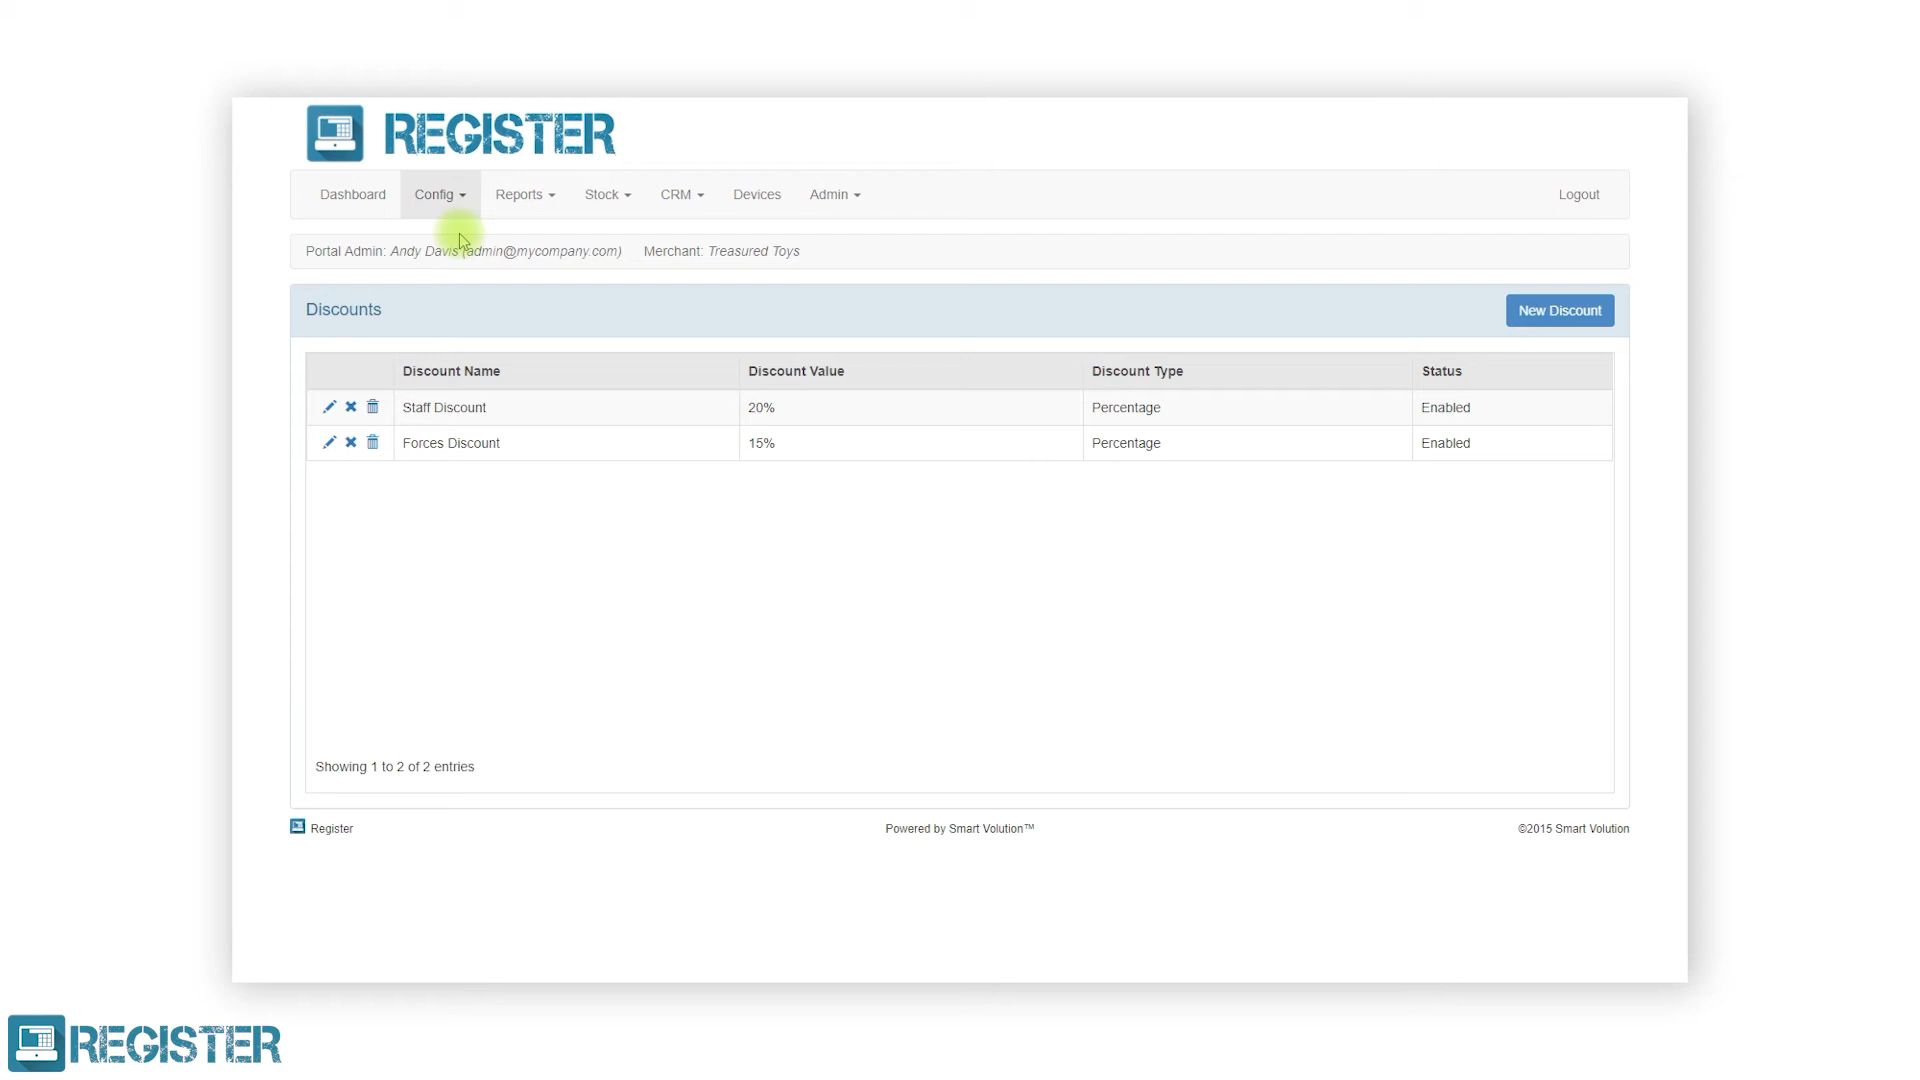 REGISTER
Dashboard Config Reports Stock CRM Devices Admin Logout
Portal Admin: Andy Davis (admin@mycompany.com) Merchant: Treasured Toys
Discounts New Discount
Discount Name Discount Value Discount Type Status
Staff Discount 20% Percentage Enabled
Forces Discount 15% Percentage Enabled
Showing 1 to 2 of 2 entries
Register Powered by Smart Volution™ ©2015 Smart Volution
REGISTER